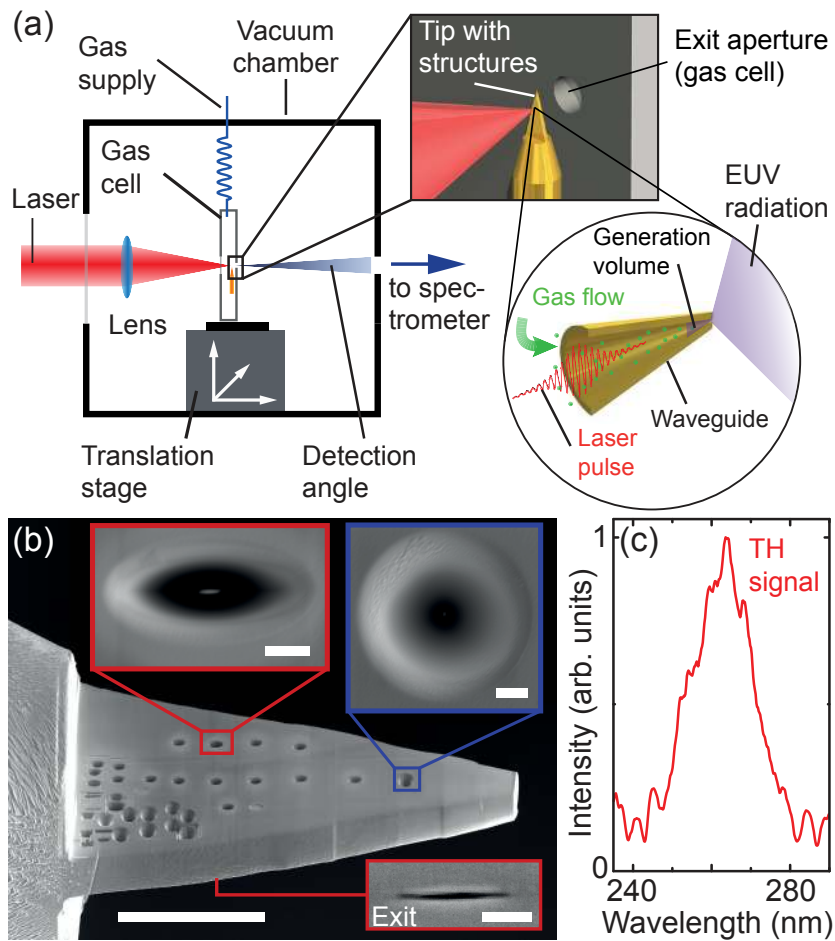 (a)
Gas
supply
Vacuum
chamber
Gas
cell
Laser
Lens
Translation
stage
Detection
angle
to spec-
trometer
Tip with
structures
Exit aperture
(gas cell)
EUV
radiation
Generation
volume
Gas flow
Waveguide
Laser
pulse
(b)
Exit
(c)
TH
signal
Intensity (arb. units)
1
0
240
280
Wavelength (nm)